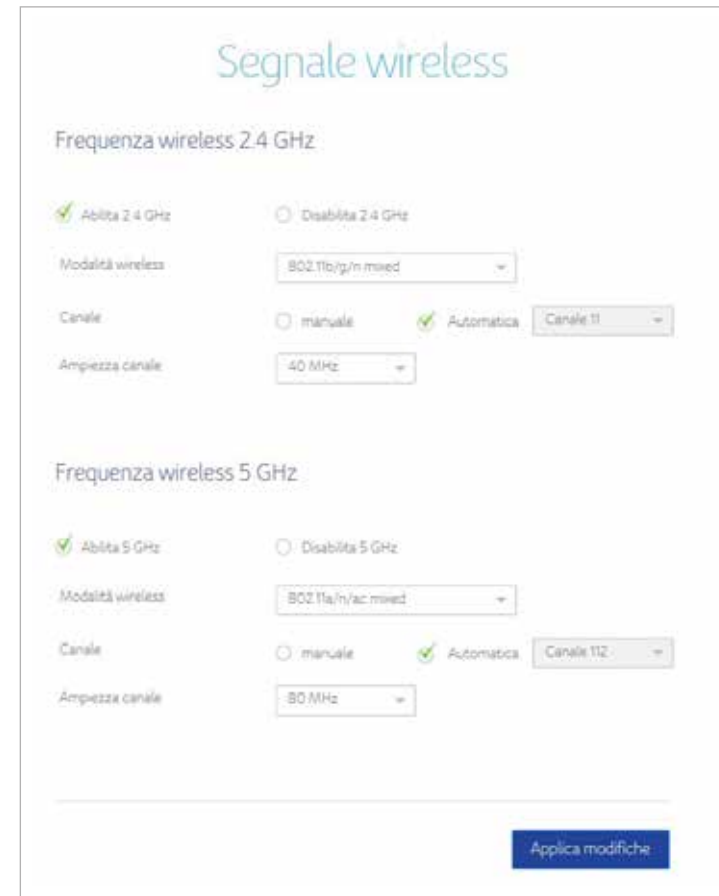 Segnale wireless
Frequenza wireless 2.4 GHz
Abilita 2.4 GHz Disabilita 2.4 GHz
Modalità wireless 802.11b/g/n mixed
Canale manuale Automatica Canale 11
Ampiezza canale 40 MHz
Frequenza wireless 5 GHz
Abilita 5 GHz Disabilita 5 GHz
Modalità wireless 802.11a/n/ac mixed
Canale manuale Automatica Canale 112
Ampiezza canale 80 MHz
Applica modifiche